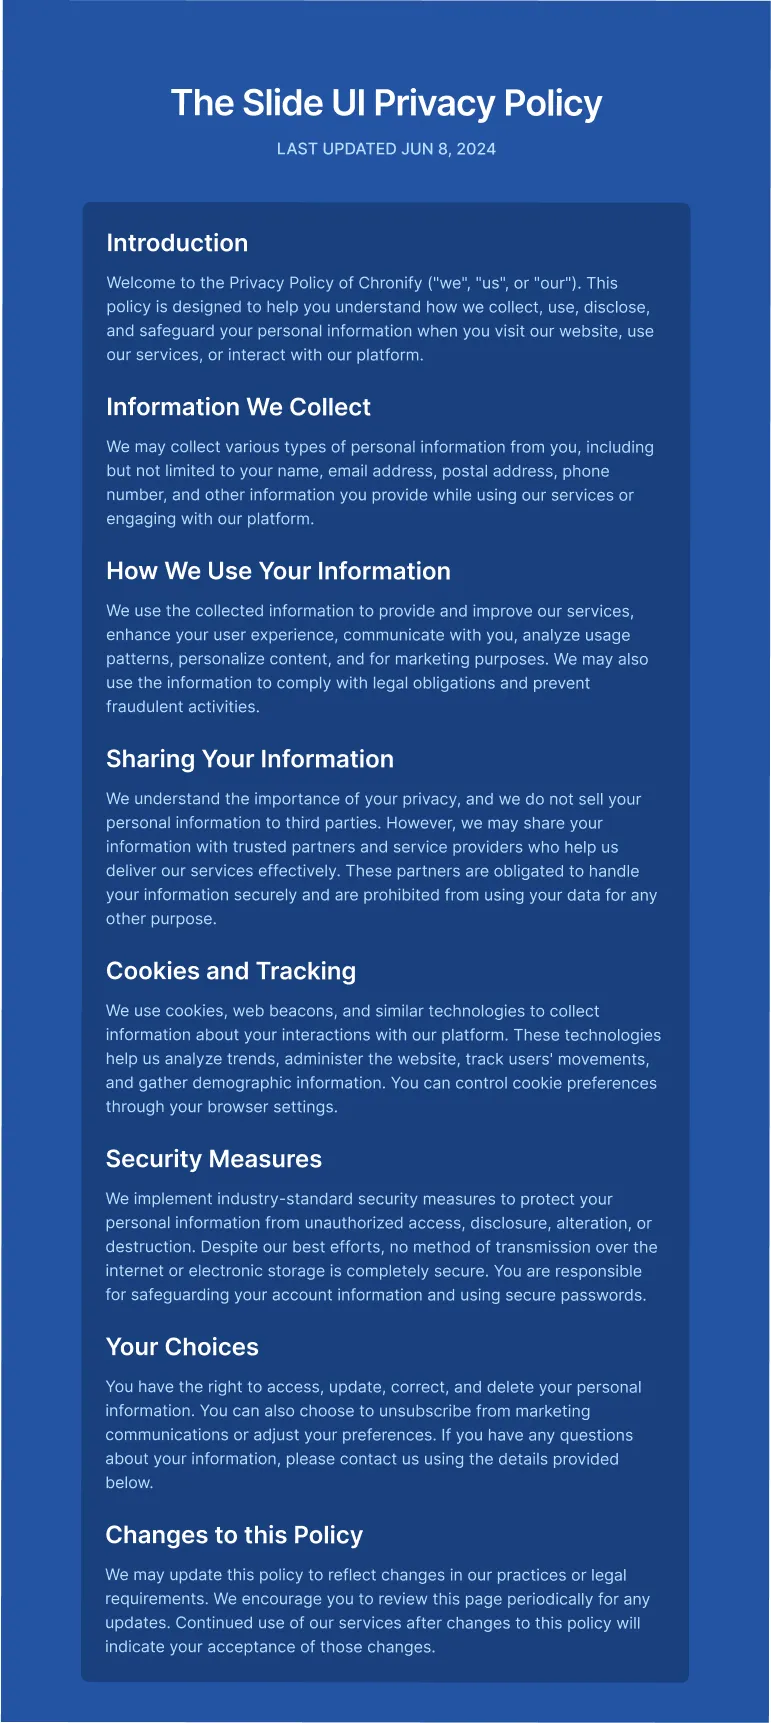 The Slide UI Privacy Policy
LAST UPDATED JUN 8, 2024
Introduction
Welcome to the Privacy Policy of Chronify ("we", "us", or "our"). This
policy is designed to help you understand how we collect, use, disclose,
and safeguard your personal information when you visit our website, use
our services, or interact with our platform.
Information We Collect
We may collect various types of personal information from you, including
but not limited to your name, email address, postal address, phone
number, and other information you provide while using our services or
engaging with our platform.
How We Use Your Information
We use the collected information to provide and improve our services,
enhance your user experience, communicate with you, analyze usage
patterns, personalize content, and for marketing purposes. We may also
use the information to comply with legal obligations and prevent
fraudulent activities.
Sharing Your Information
We understand the importance of your privacy, and we do not sell your
personal information to third parties. However, we may share your
information with trusted partners and service providers who help us
deliver our services effectively. These partners are obligated to handle
your information securely and are prohibited from using your data for any
other purpose.
Cookies and Tracking
We use cookies, web beacons, and similar technologies to collect
information about your interactions with our platform. These technologies
help us analyze trends, administer the website, track users' movements,
and gather demographic information. You can control cookie preferences
through your browser settings.
Security Measures
We implement industry-standard security measures to protect your
personal information from unauthorized access, disclosure, alteration, or
destruction. Despite our best efforts, no method of transmission over the
internet or electronic storage is completely secure. You are responsible
for safeguarding your account information and using secure passwords.
Your Choices
You have the right to access, update, correct, and delete your personal
information. You can also choose to unsubscribe from marketing
communications or adjust your preferences. If you have any questions
about your information, please contact us using the details provided
below.
Changes to this Policy
We may update this policy to reflect changes in our practices or legal
requirements. We encourage you to review this page periodically for any
updates. Continued use of our services after changes to this policy will
indicate your acceptance of those changes.